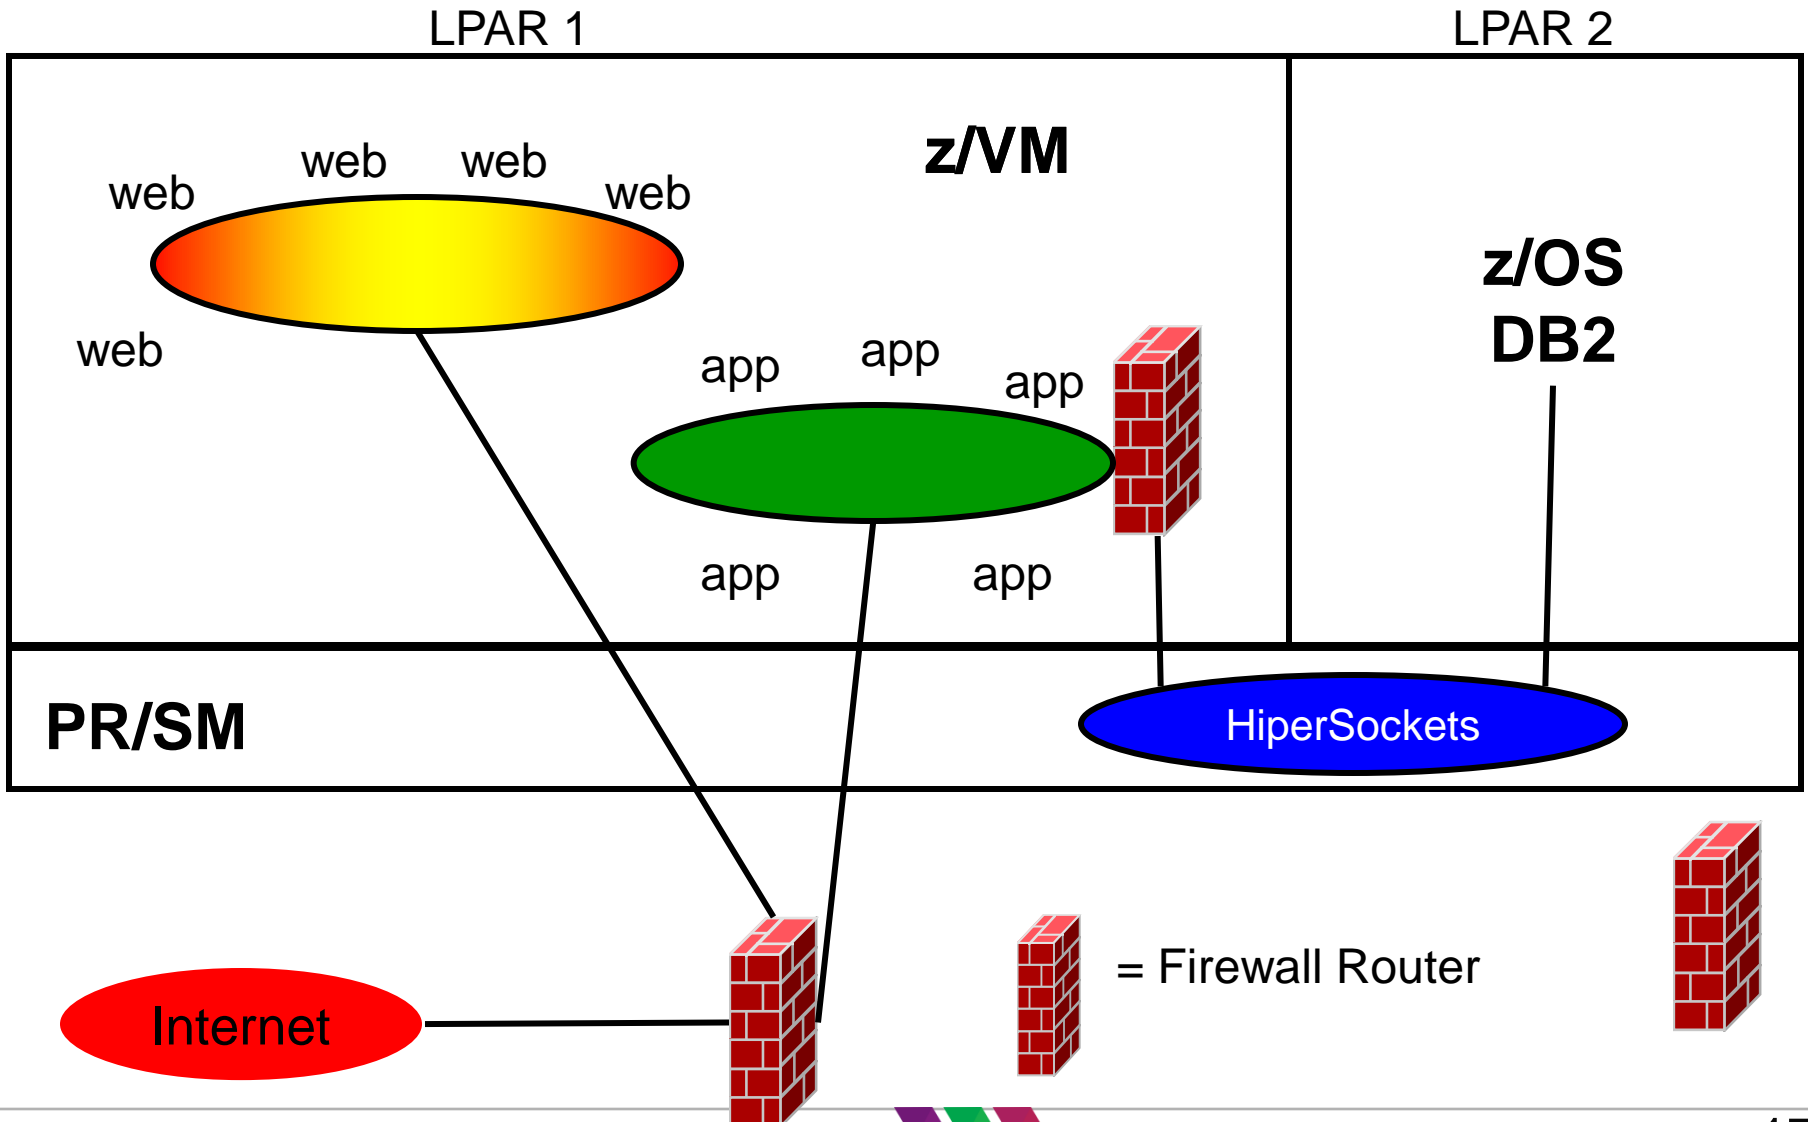 LPAR 1
LPAR 2
web
web
web
web
web
z/VM
z/OS
DB2
app
app
app
app
app
PR/SM
HiperSockets
Internet
= Firewall Router